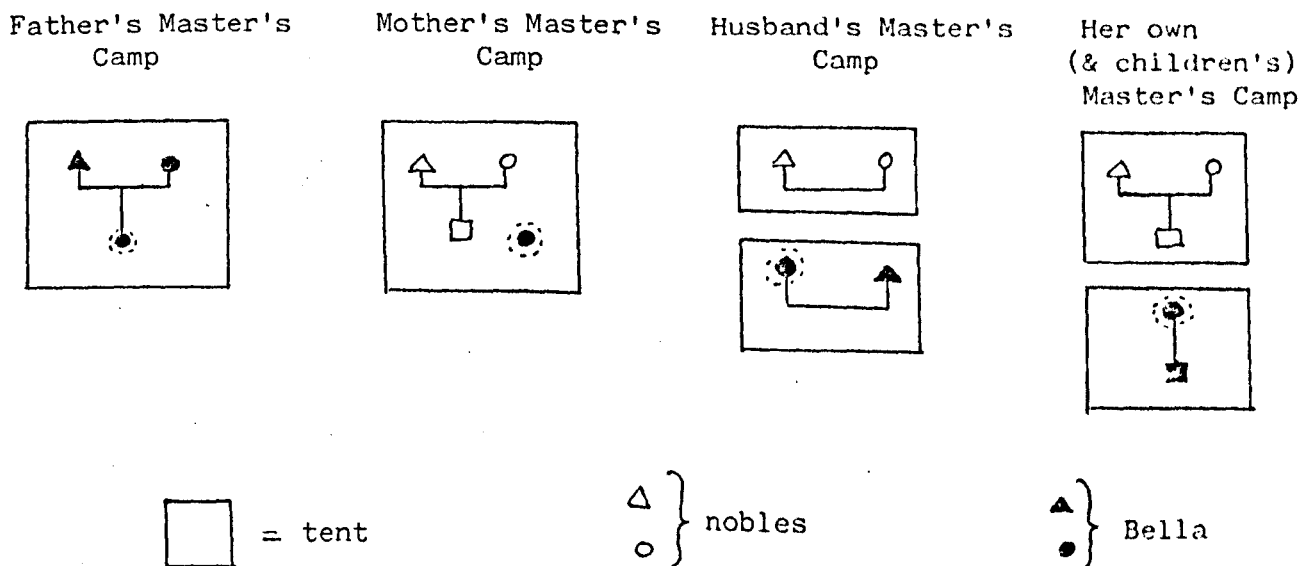 Father's Master's
Camp
Mother's Master's
Camp
Husband's Master's
Camp
Her own
(& children's)
Master's Camp
= tent
nobles
Bella